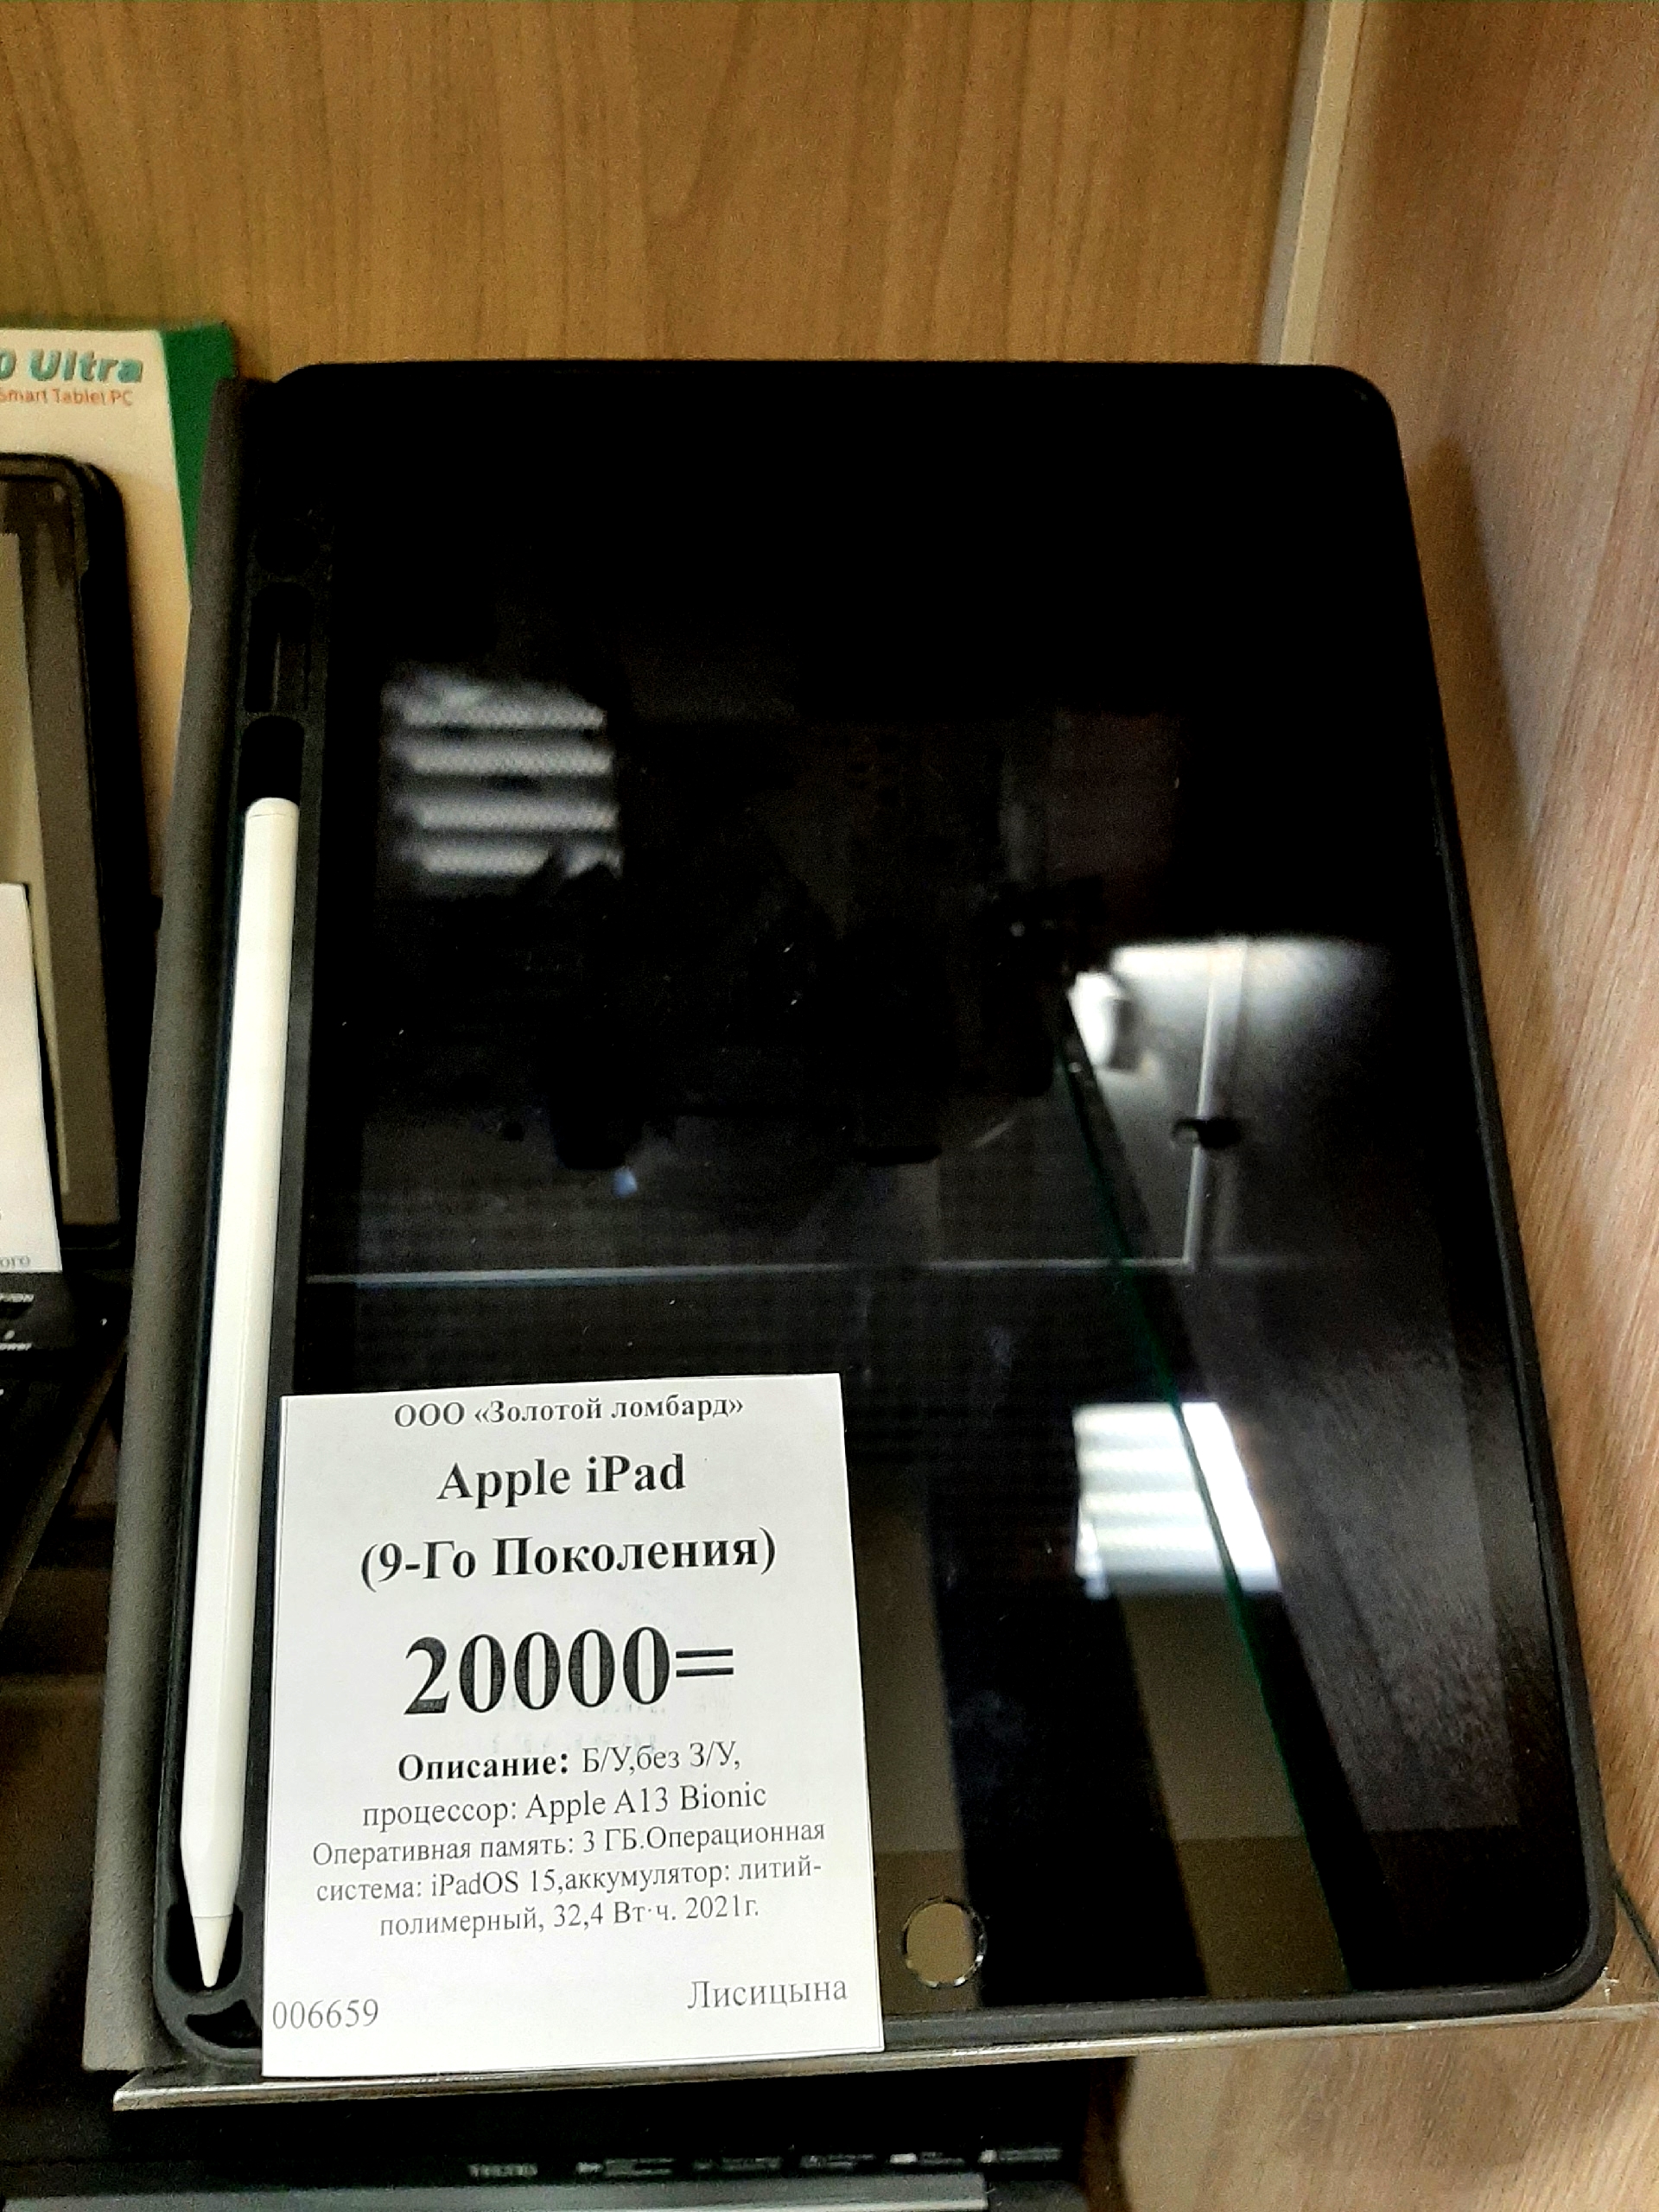 0 Ultra
Smart Tablet PC
ООО «Золотой ломбард»
Apple iPad
(9-Го Поколения)
20000=
Описание: Б/У,без З/У,
процессор: Apple A13 Bionic
Оперативная память: 3 ГБ.Операционная
система: iPadOS 15,аккумулятор: литий-
полимерный, 32,4 Вт·ч. 2021г.
006659
Лисицына